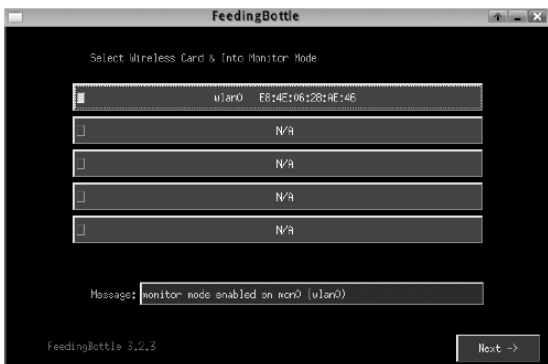 FeedingBottle
Select Wireless Card & Into Monitor Mode
wlan0 E8:4E:06:28:AE:46
N/A
N/A
N/A
N/A
Message: monitor mode enabled on mon0 (wlan0)
FeedingBottle 3.2.3
Next ->